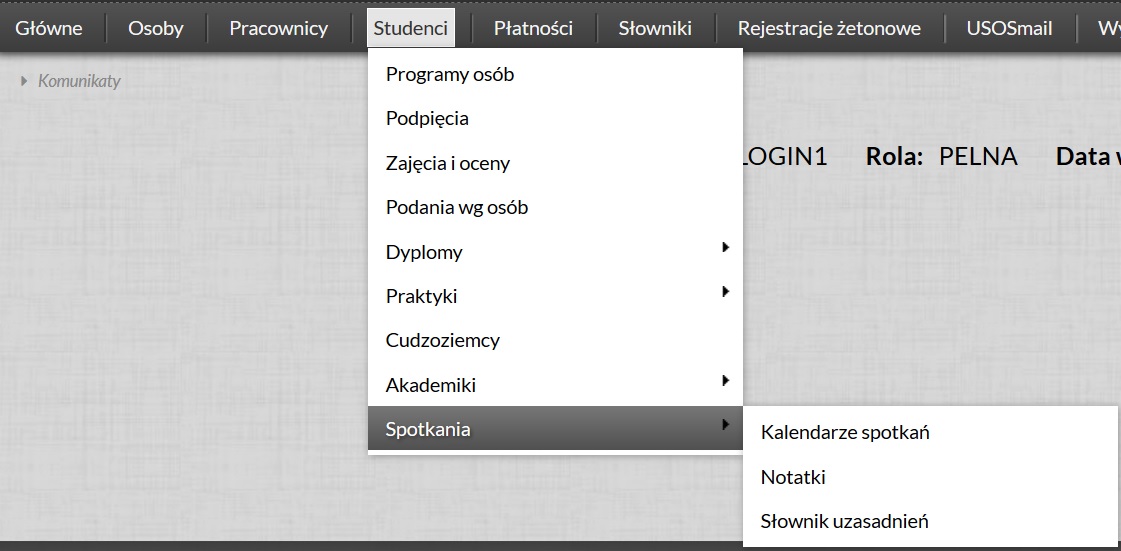 Główne Osoby Pracownicy Studenci Płatności Słowniki Rejestracje żetonowe USOSmail
Komunikaty
Programy osób
Podpięcia
Zajęcia i oceny
LOGIN1 Rola: PELNA Data
Podania wg osób
Dyplomy
Praktyki
Cudzoziemcy
Akademiki
Spotkania
Kalendarze spotkań
Notatki
Słownik uzasadnień